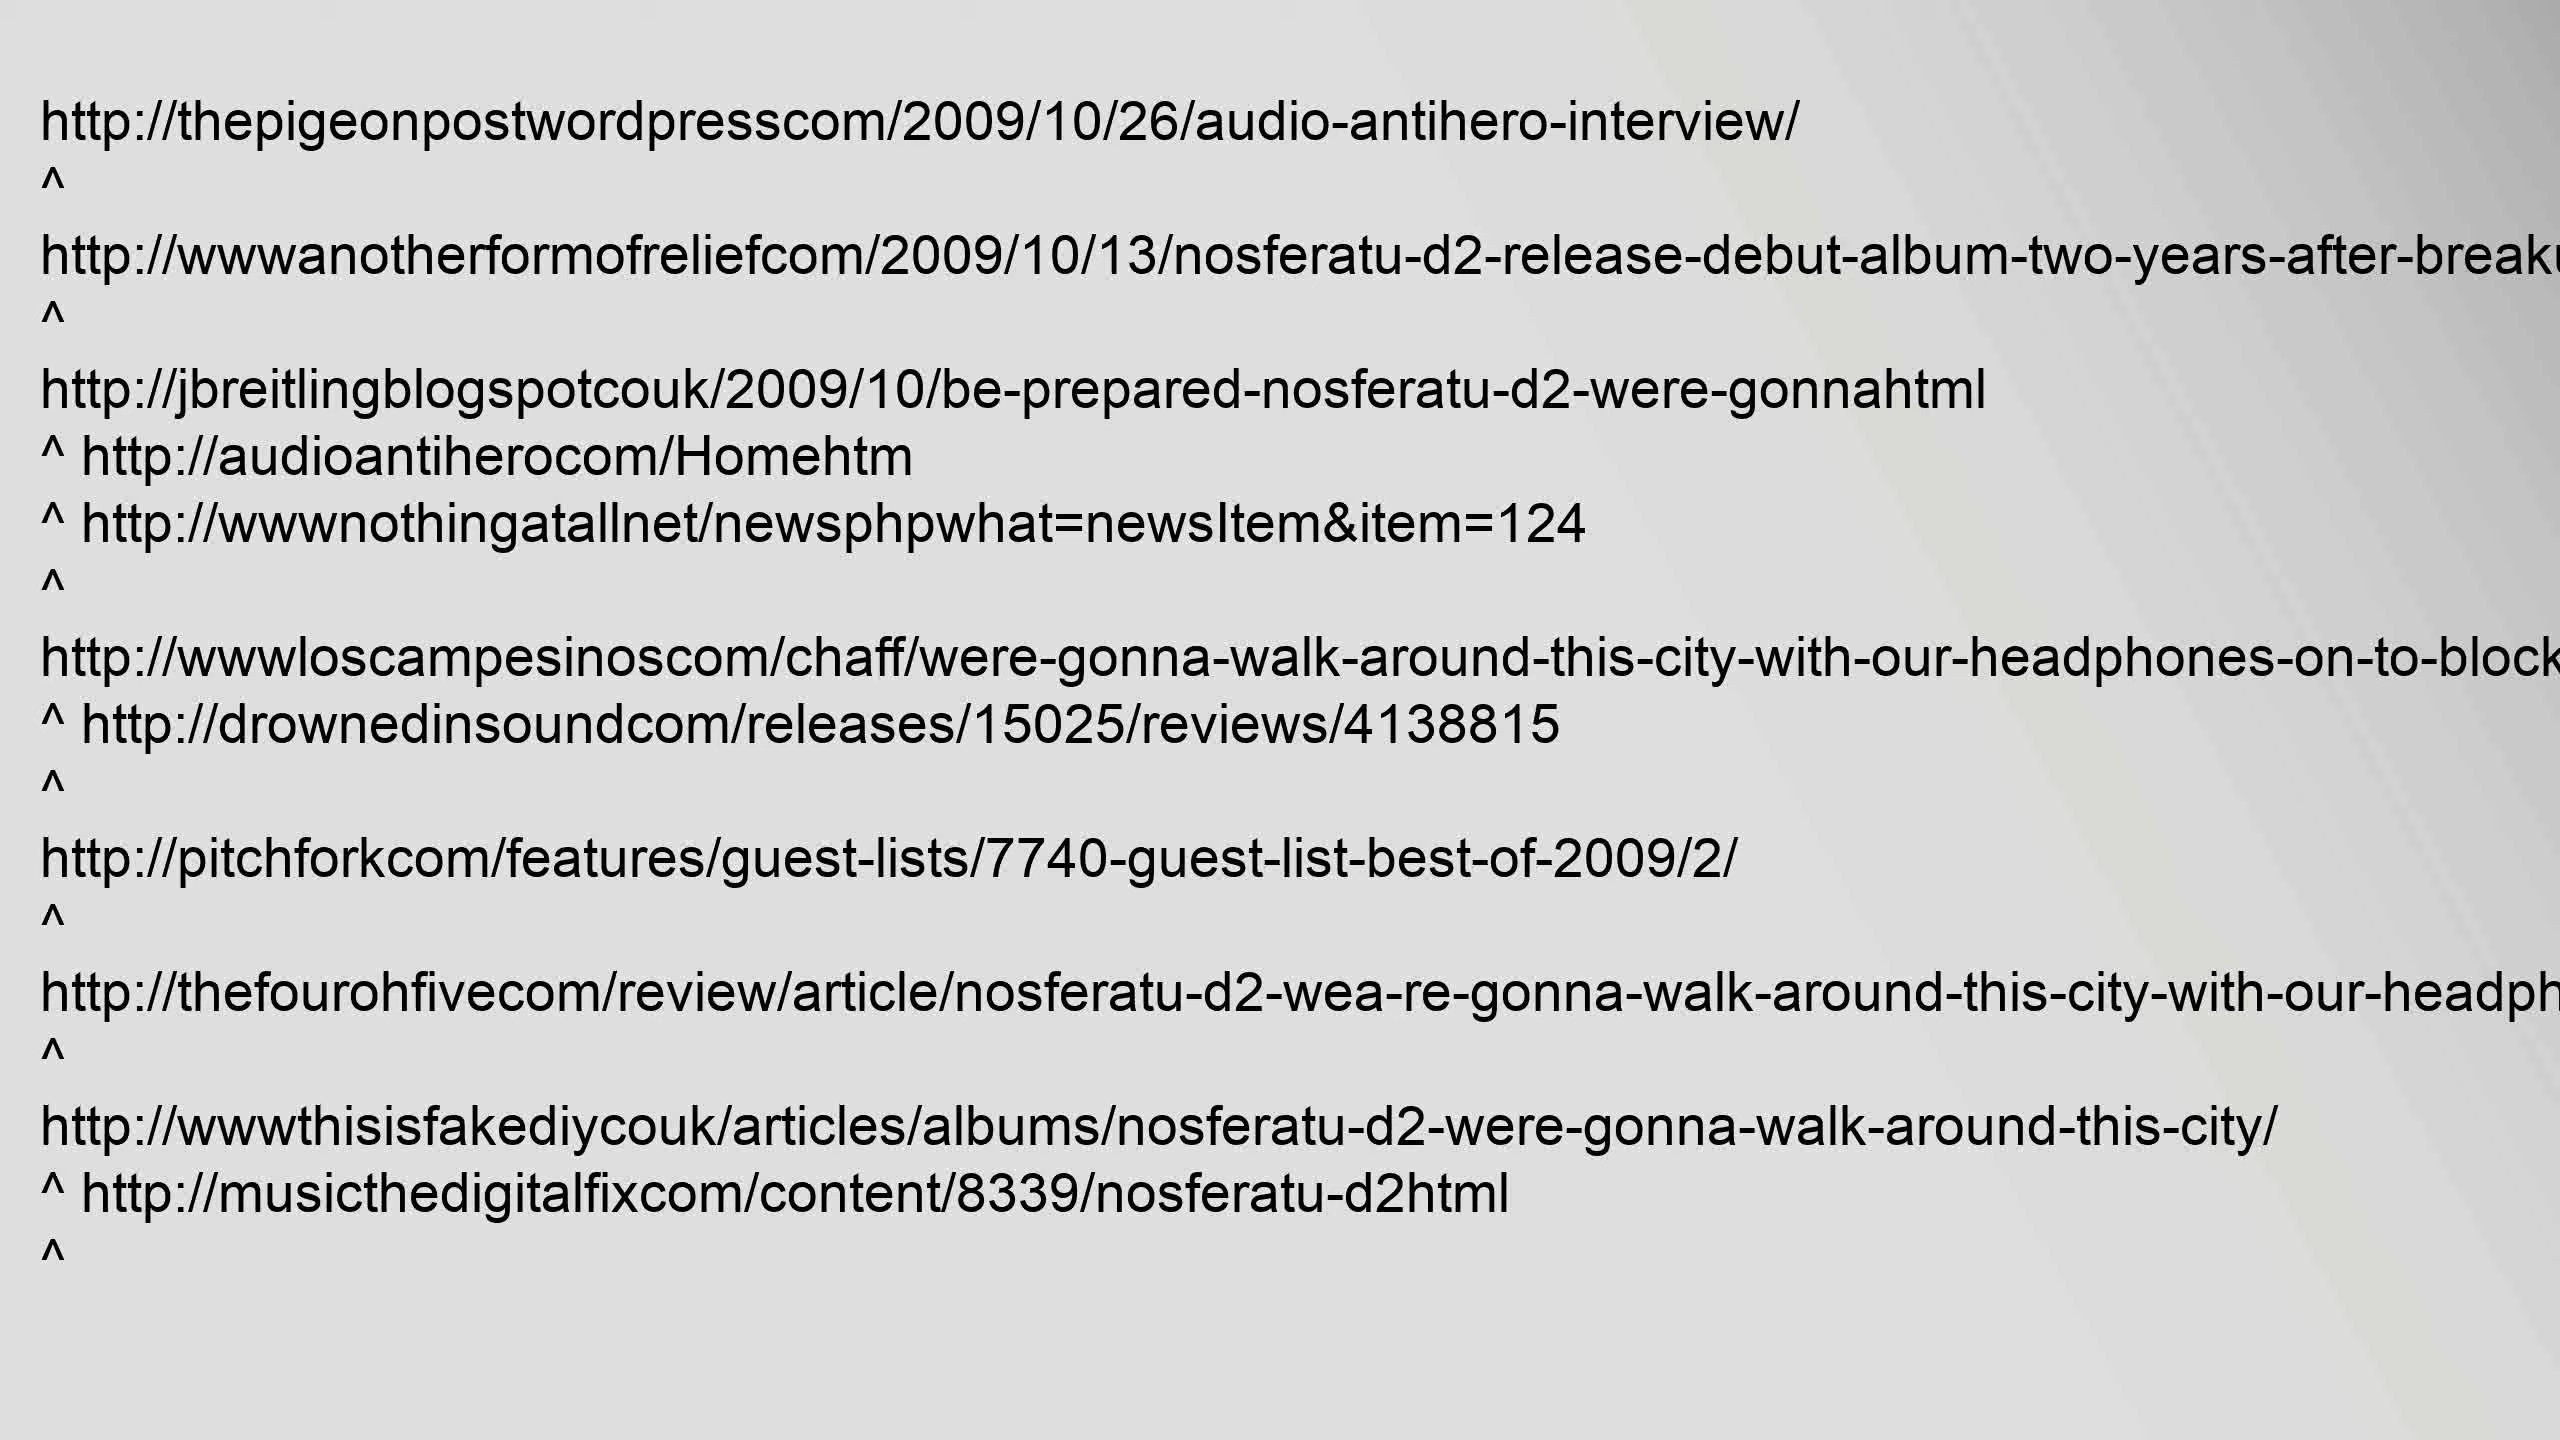 http://thepigeonpostwordpresscom/2009/10/26/audio-antihero-interview/
^
http://wwwanotherformofreliefcom/2009/10/13/nosferatu-d2-release-debut-album-two-years-after-breaku
^
http://jbreitlingblogspotcouk/2009/10/be-prepared-nosferatu-d2-were-gonnahtml
^ http://audioantiherocom/Homehtm
^ http://wwwnothingatallnet/newsphpwhat=newsItem&item=124
^
http://wwwloscampesinoscom/chaff/were-gonna-walk-around-this-city-with-our-headphones-on-to-block
^ http://drownedinsoundcom/releases/15025/reviews/4138815
^
http://pitchforkcom/features/guest-lists/7740-guest-list-best-of-2009/2/
^
http://thefourohfivecom/review/article/nosferatu-d2-wea-re-gonna-walk-around-this-city-with-our-headph
^
http://wwwthisisfakediycouk/articles/albums/nosferatu-d2-were-gonna-walk-around-this-city/
^ http://musicthedigitalfixcom/content/8339/nosferatu-d2html
^